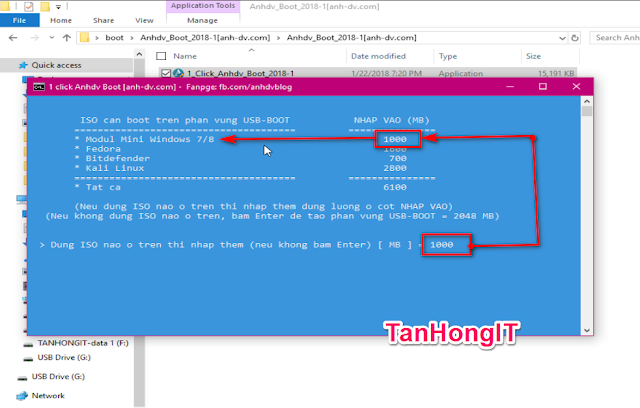 Application Tools
Anhdv_Boot_2018-1[anh-dv.com]
File
Home
Share
View
Manage
boot
Anhdv_Boot_2018-1[anh-dv.com]
Anhdv_Boot_2018-1[anh-dv.com]
Search Anh
Quick access
Name
Date modified
Type
Size
1_Click_Anhdv_Boot_2018-1
1/22/2018 7:20 PM
Application
15,191 KB
1 click Anhdv Boot [anh-dv.com] - Fanpge: fb.com/anhdvblog
ISO can boot tren phan vung USB-BOOT NHAP VAO (MB)
---------------------------------------- ----------------
* Modul Mini Windows 7/8 1000
* Fedora 1600
* Bitdefender 700
* Kali Linux 2800
---------------------------------------- ----------------
* Tat ca 6100
(Neu dung ISO nao o tren thi nhap them dung luong o cot NHAP VAO)
(Neu khong dung ISO nao o tren, bam Enter de tao phan vung USB-BOOT = 2048 MB)
> Dung ISO nao o tren thi nhap them (neu khong bam Enter) [ MB ] = 1000
TanHongIT
TANHONGIT-data 1 (F:)
USB Drive (G:)
USB Drive (G:)
Network